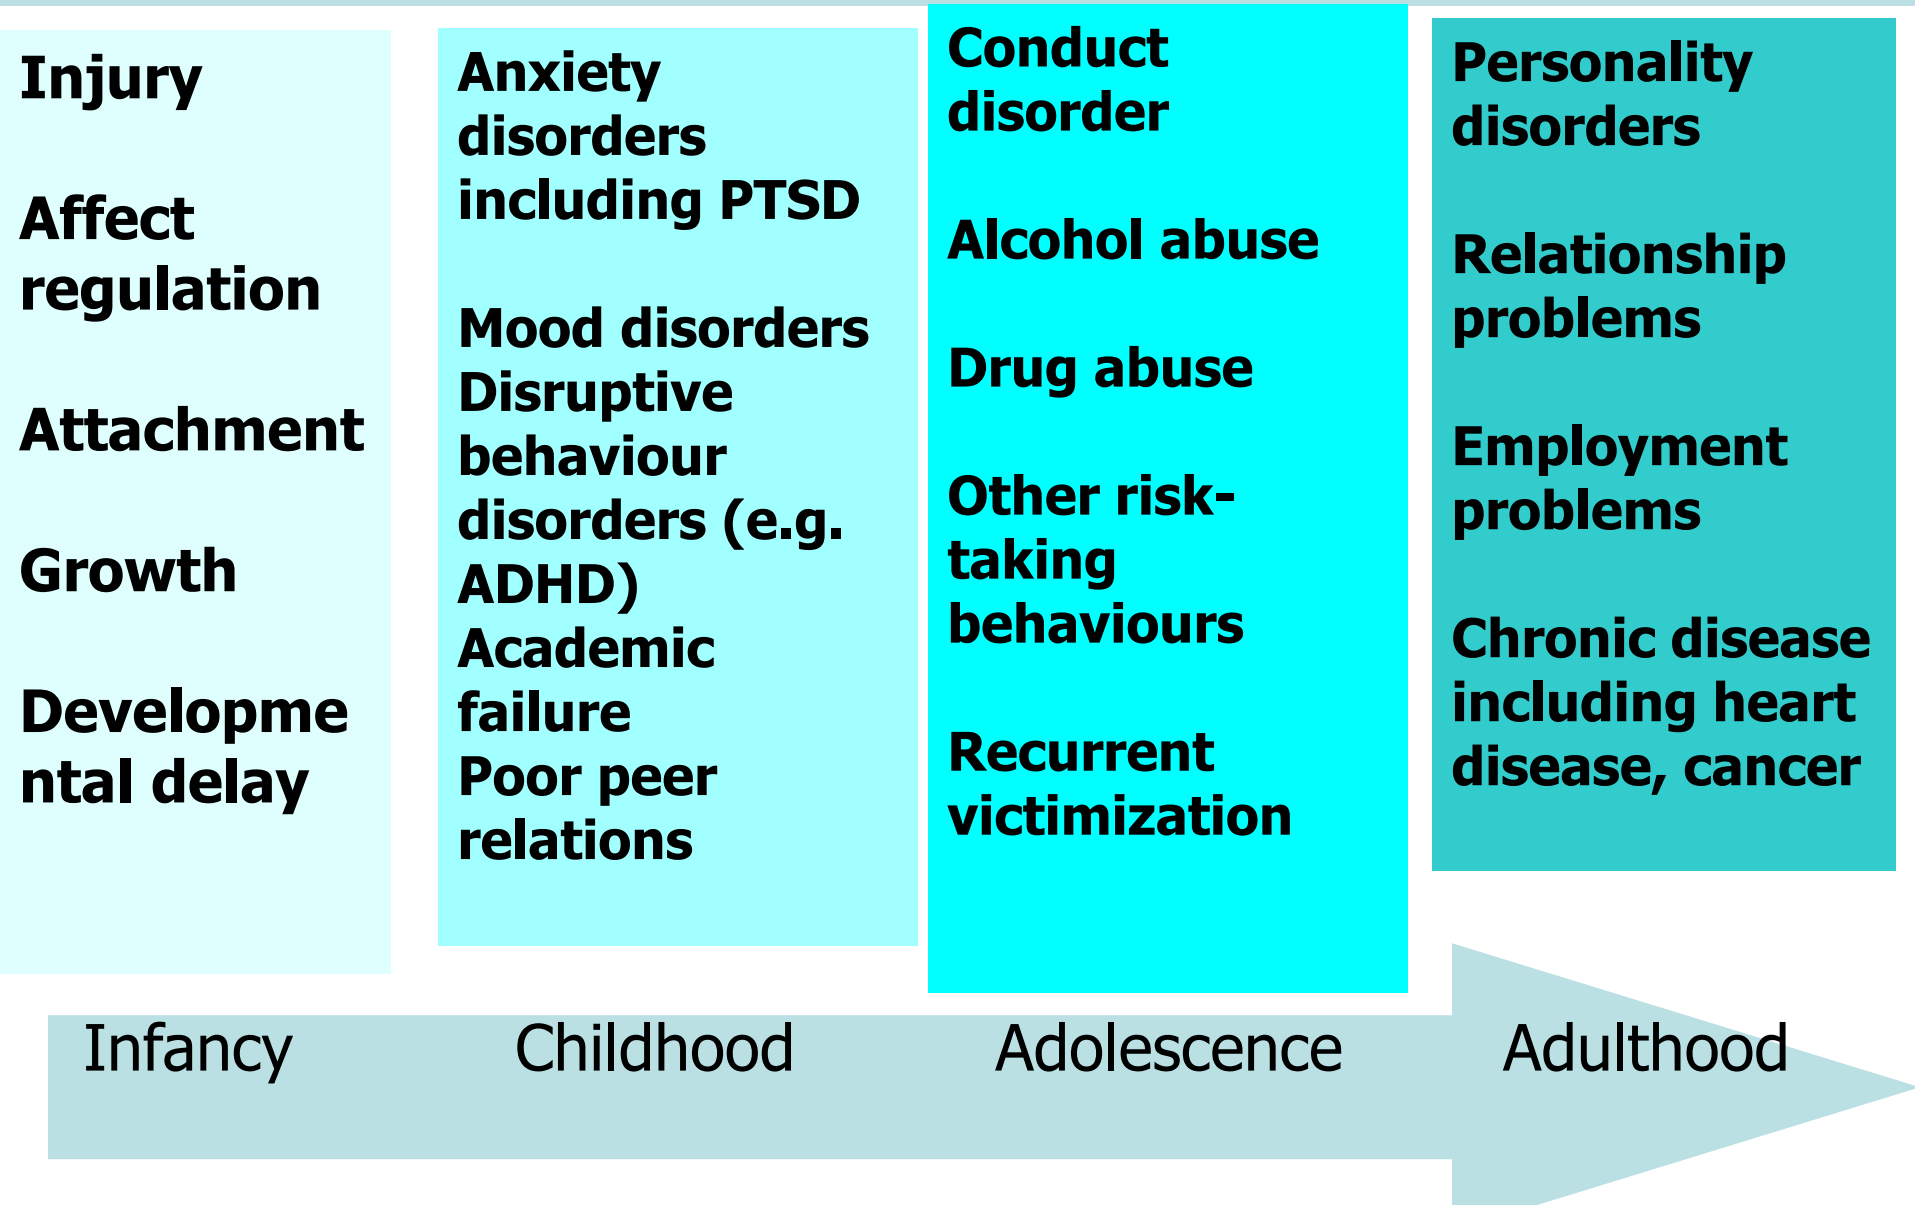 Injury
Affect
regulation
Attachment
Growth
Developme
ntal delay
Anxiety
disorders
including PTSD
Mood disorders
Disruptive
behaviour
disorders (e.g.
ADHD)
Academic
failure
Poor peer
relations
Conduct
disorder
Alcohol abuse
Drug abuse
Other risk-
taking
behaviours
Recurrent
victimization
Personality
disorders
Relationship
problems
Employment
problems
Chronic disease
including heart
disease, cancer
Infancy
Childhood
Adolescence
Adulthood